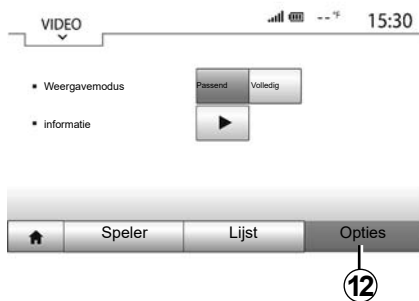 VIDEO
--°F 15:30
▪ Weergavemodus Passend Volledig
▪ informatie
Speler Lijst Opties
12